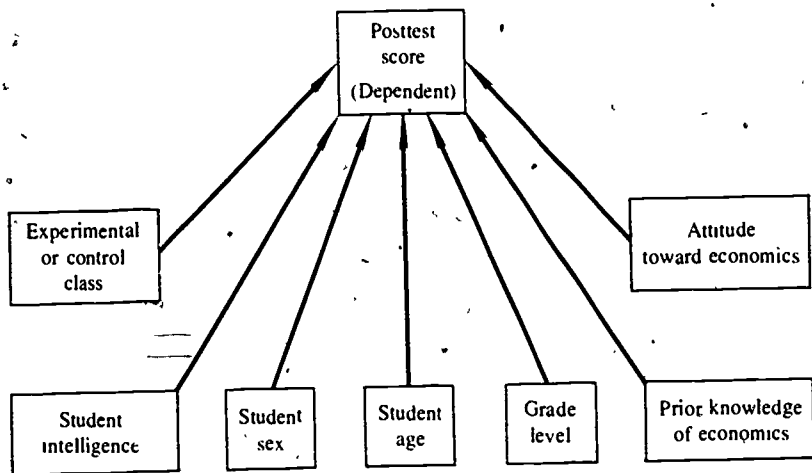 Posttest
score
(Dependent)
Experimental
or control
class
Attitude
toward economics
Student
intelligence
Student
sex
Student
age
Grade
level
Prior knowledge
of economics